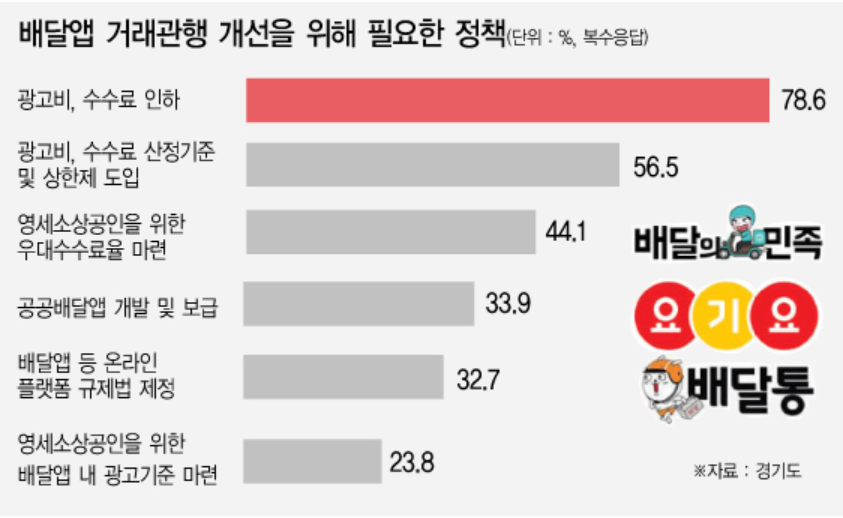 배달앱 거래관행 개선을 위해 필요한 정책(단위 : %, 복수응답)
광고비, 수수료 인하 78.6
광고비, 수수료 산정기준
및 상한제 도입 56.5
영세소상공인을 위한
우대수수료율 마련 44.1
공공배달앱 개발 및 보급 33.9
배달앱 등 온라인
플랫폼 규제법 제정 32.7
영세소상공인을 위한
배달앱 내 광고기준 마련 23.8
배달의민족
요기요
배달통
※자료 : 경기도